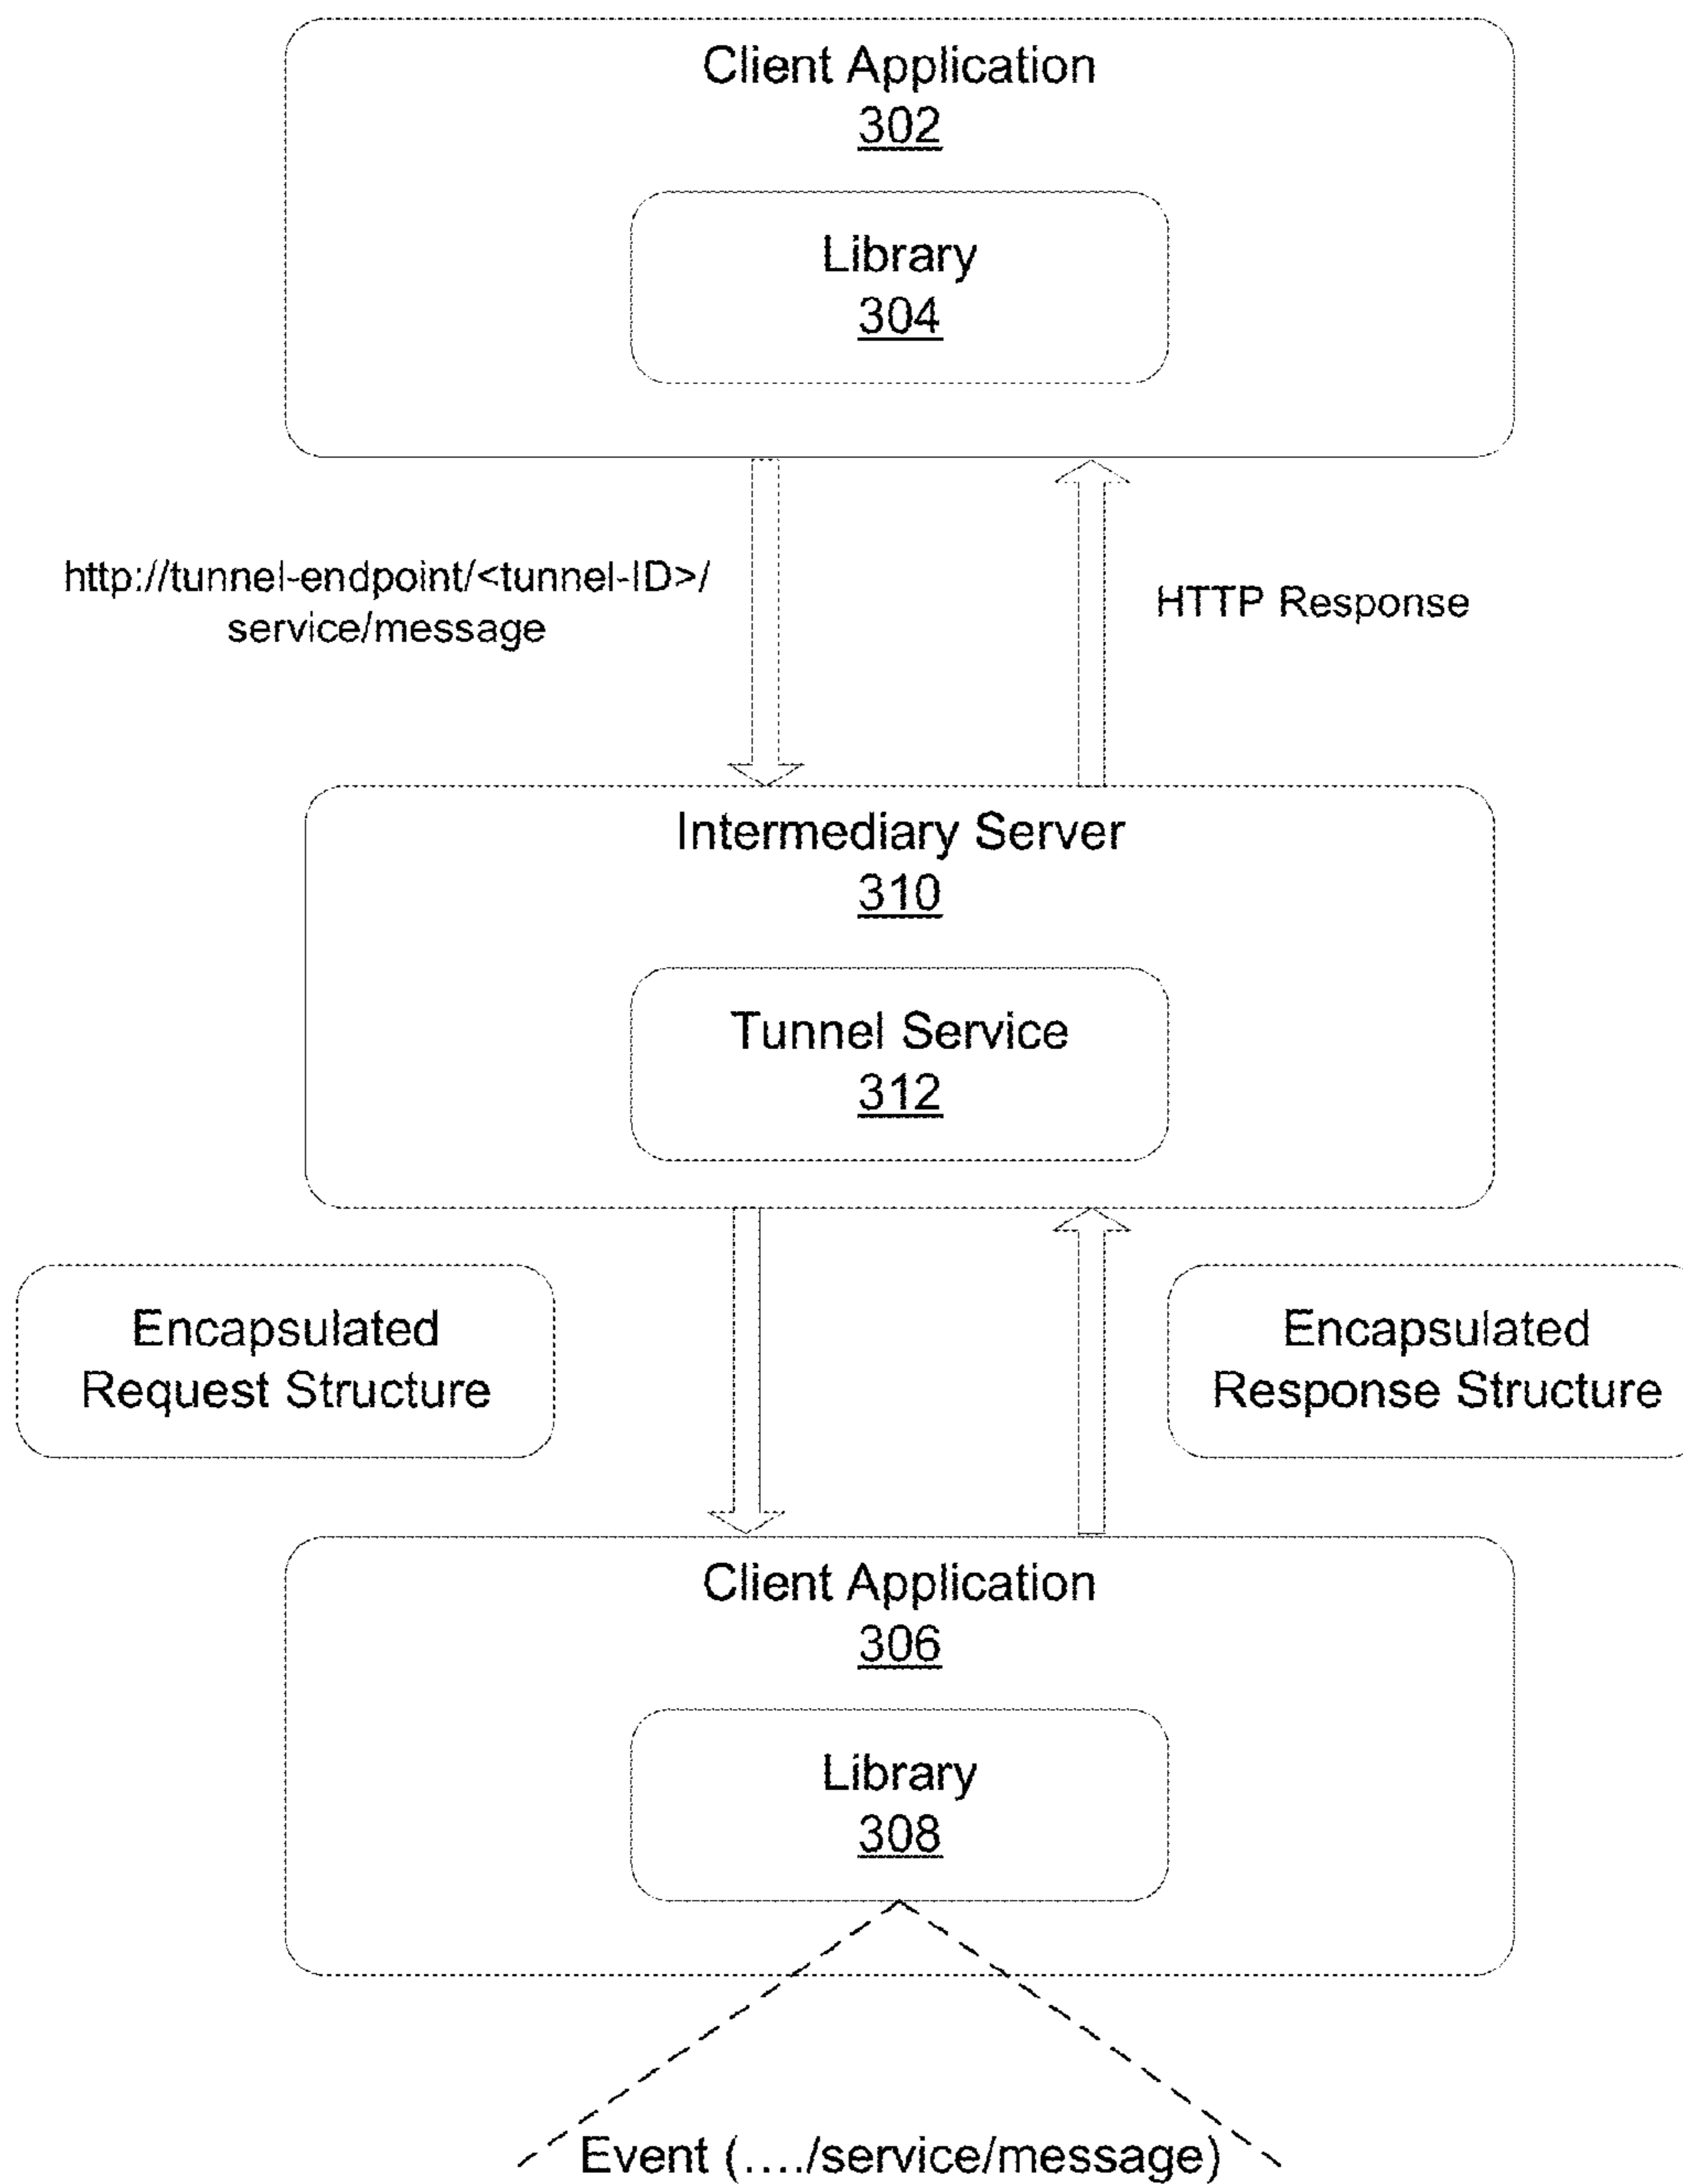 Client Application
302
Library
304
http://tunnel-endpoint/<tunnel-ID>/
service/message
HTTP Response
Intermediary Server
310
Tunnel Service
312
Encapsulated
Request Structure
Encapsulated
Response Structure
Client Application
306
Library
308
Event (..../service/message)